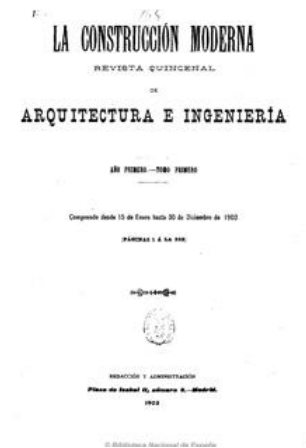 LA CONSTRUCCIÓN MODERNA
REVISTA QUINCENAL
DE
ARQUITECTURA E INGENIERÍA
AÑO PRIMERO.—TOMO PRIMERO
Comprende desde 15 de Enero hasta 30 de Diciembre de 1903
(PÁGINAS 1 Á LA
REDACCIÓN Y ADMINISTRACIÓN
Plaza de Isabel II, número 5.—Madrid.
1903
© Biblioteca Nacional de España